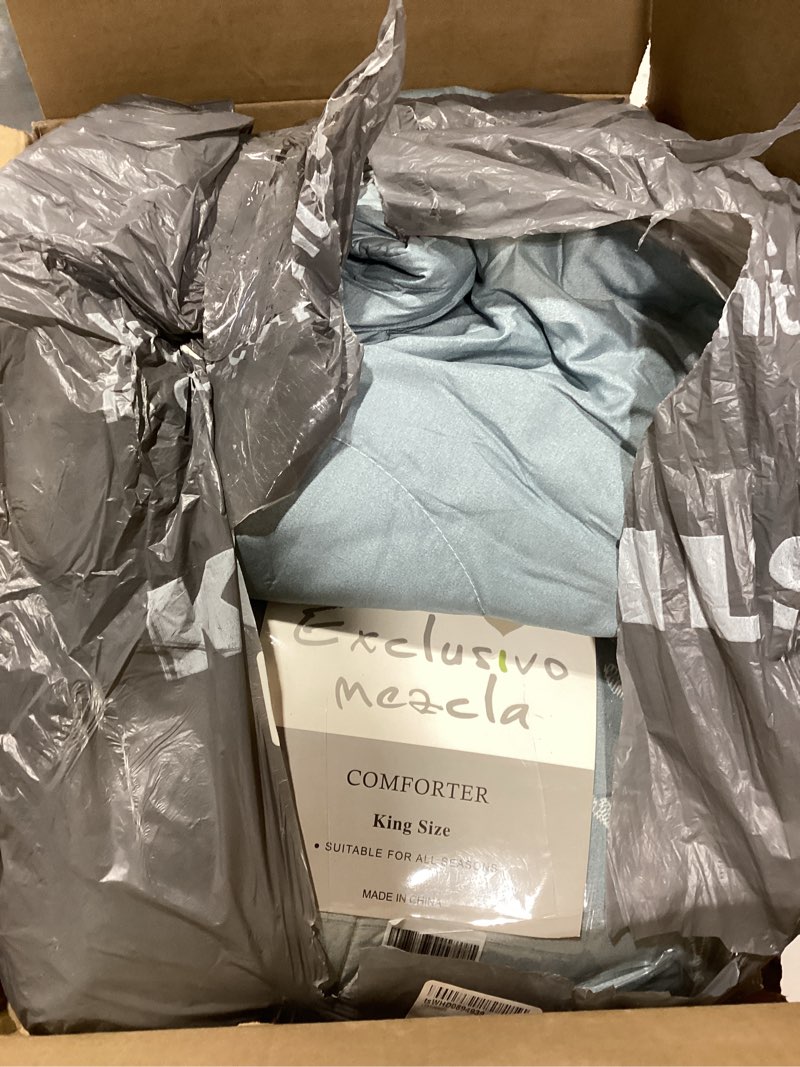 Exclusivo
mezcla
COMFORTER
King Size
• SUITABLE FOR ALL SEASONS
MADE IN CHINA